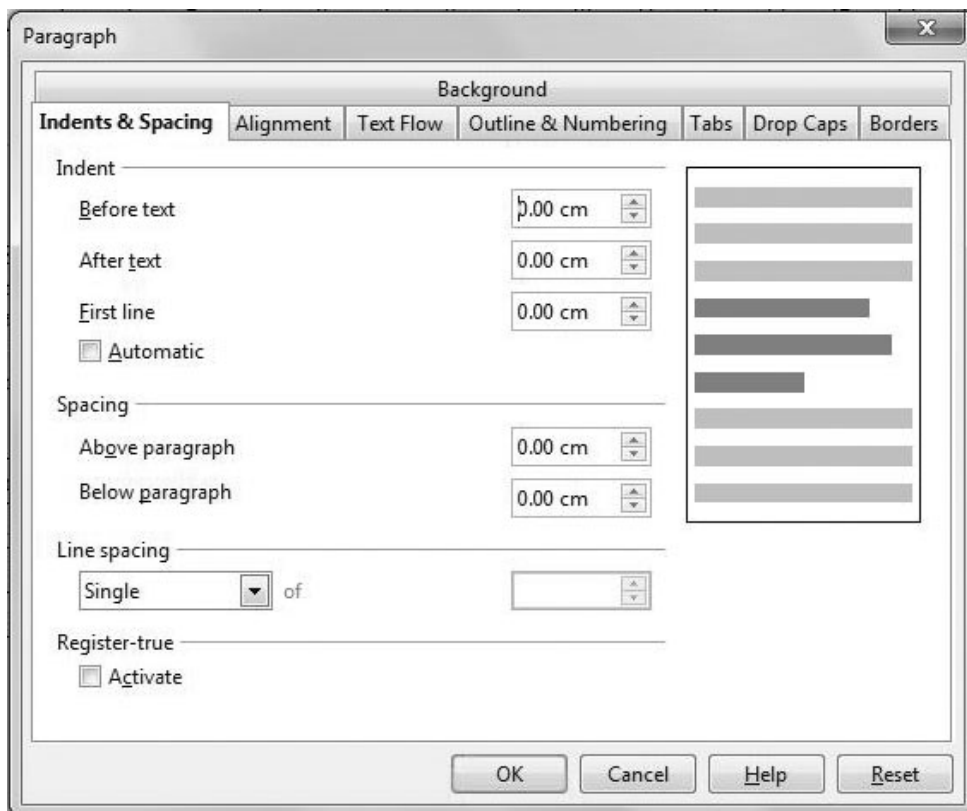 Paragraph
Background
Indents & Spacing Alignment Text Flow Outline & Numbering Tabs Drop Caps Borders
Indent
Before text 0.00 cm
After text 0.00 cm
First line 0.00 cm
Automatic
Spacing
Above paragraph 0.00 cm
Below paragraph 0.00 cm
Line spacing
Single of
Register-true
Activate
OK Cancel Help Reset